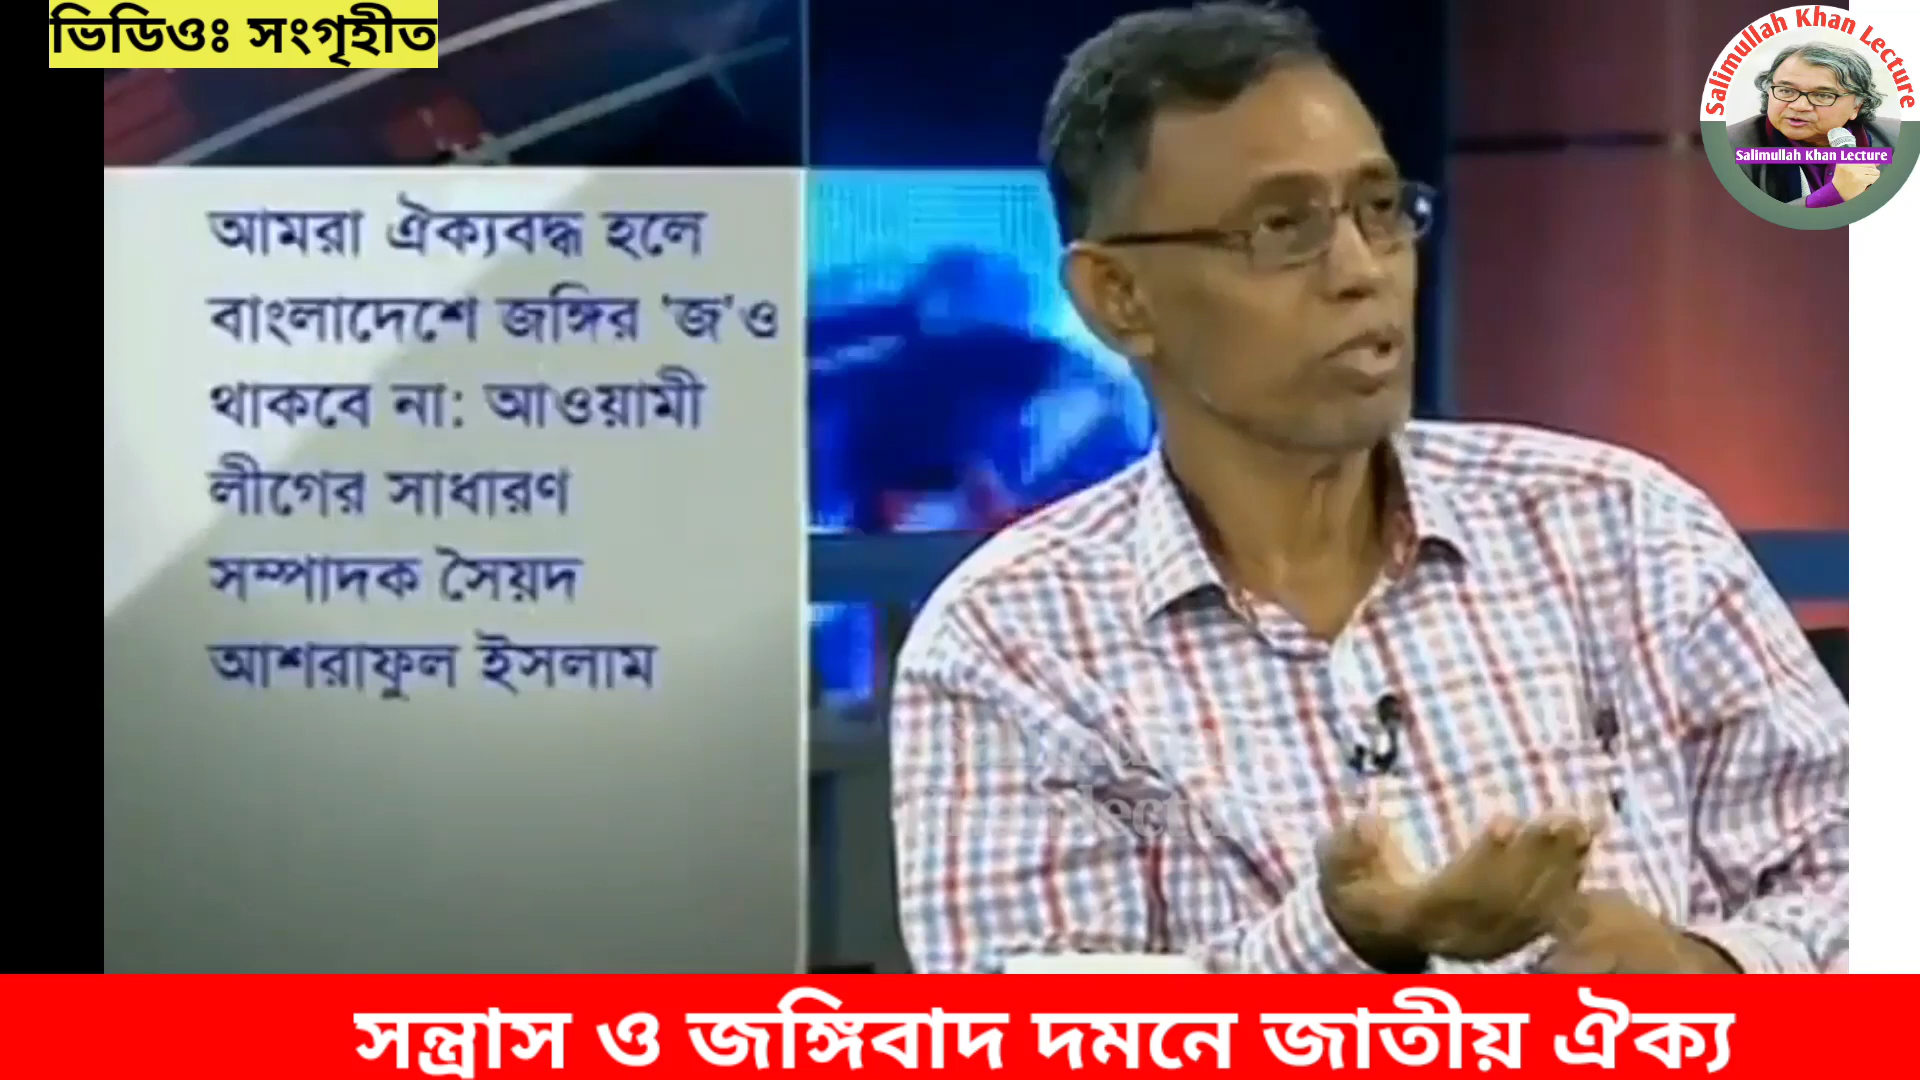 ভিডিওঃ সংগৃহীত
Salimullah Khan Lecture
Salimullah Khan Lecture
আমরা ঐক্যবদ্ধ হলে
বাংলাদেশে জঙ্গির 'জ'ও
থাকবে না: আওয়ামী
লীগের সাধারণ
সম্পাদক সৈয়দ
আশরাফুল ইসলাম
সন্ত্রাস ও জঙ্গিবাদ দমনে জাতীয় ঐক্য